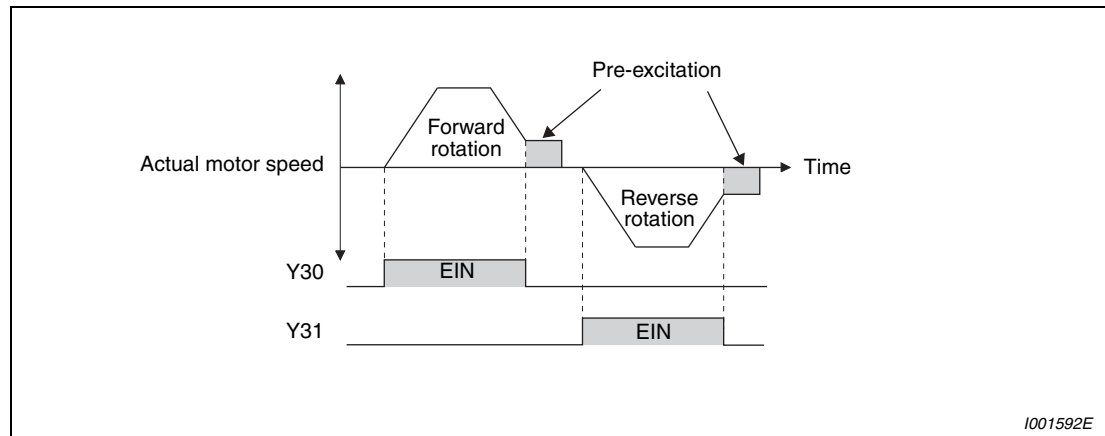 Pre-excitation
Forward
rotation
Actual motor speed
Time
Reverse
rotation
Y30
EIN
Y31
EIN
I001592E